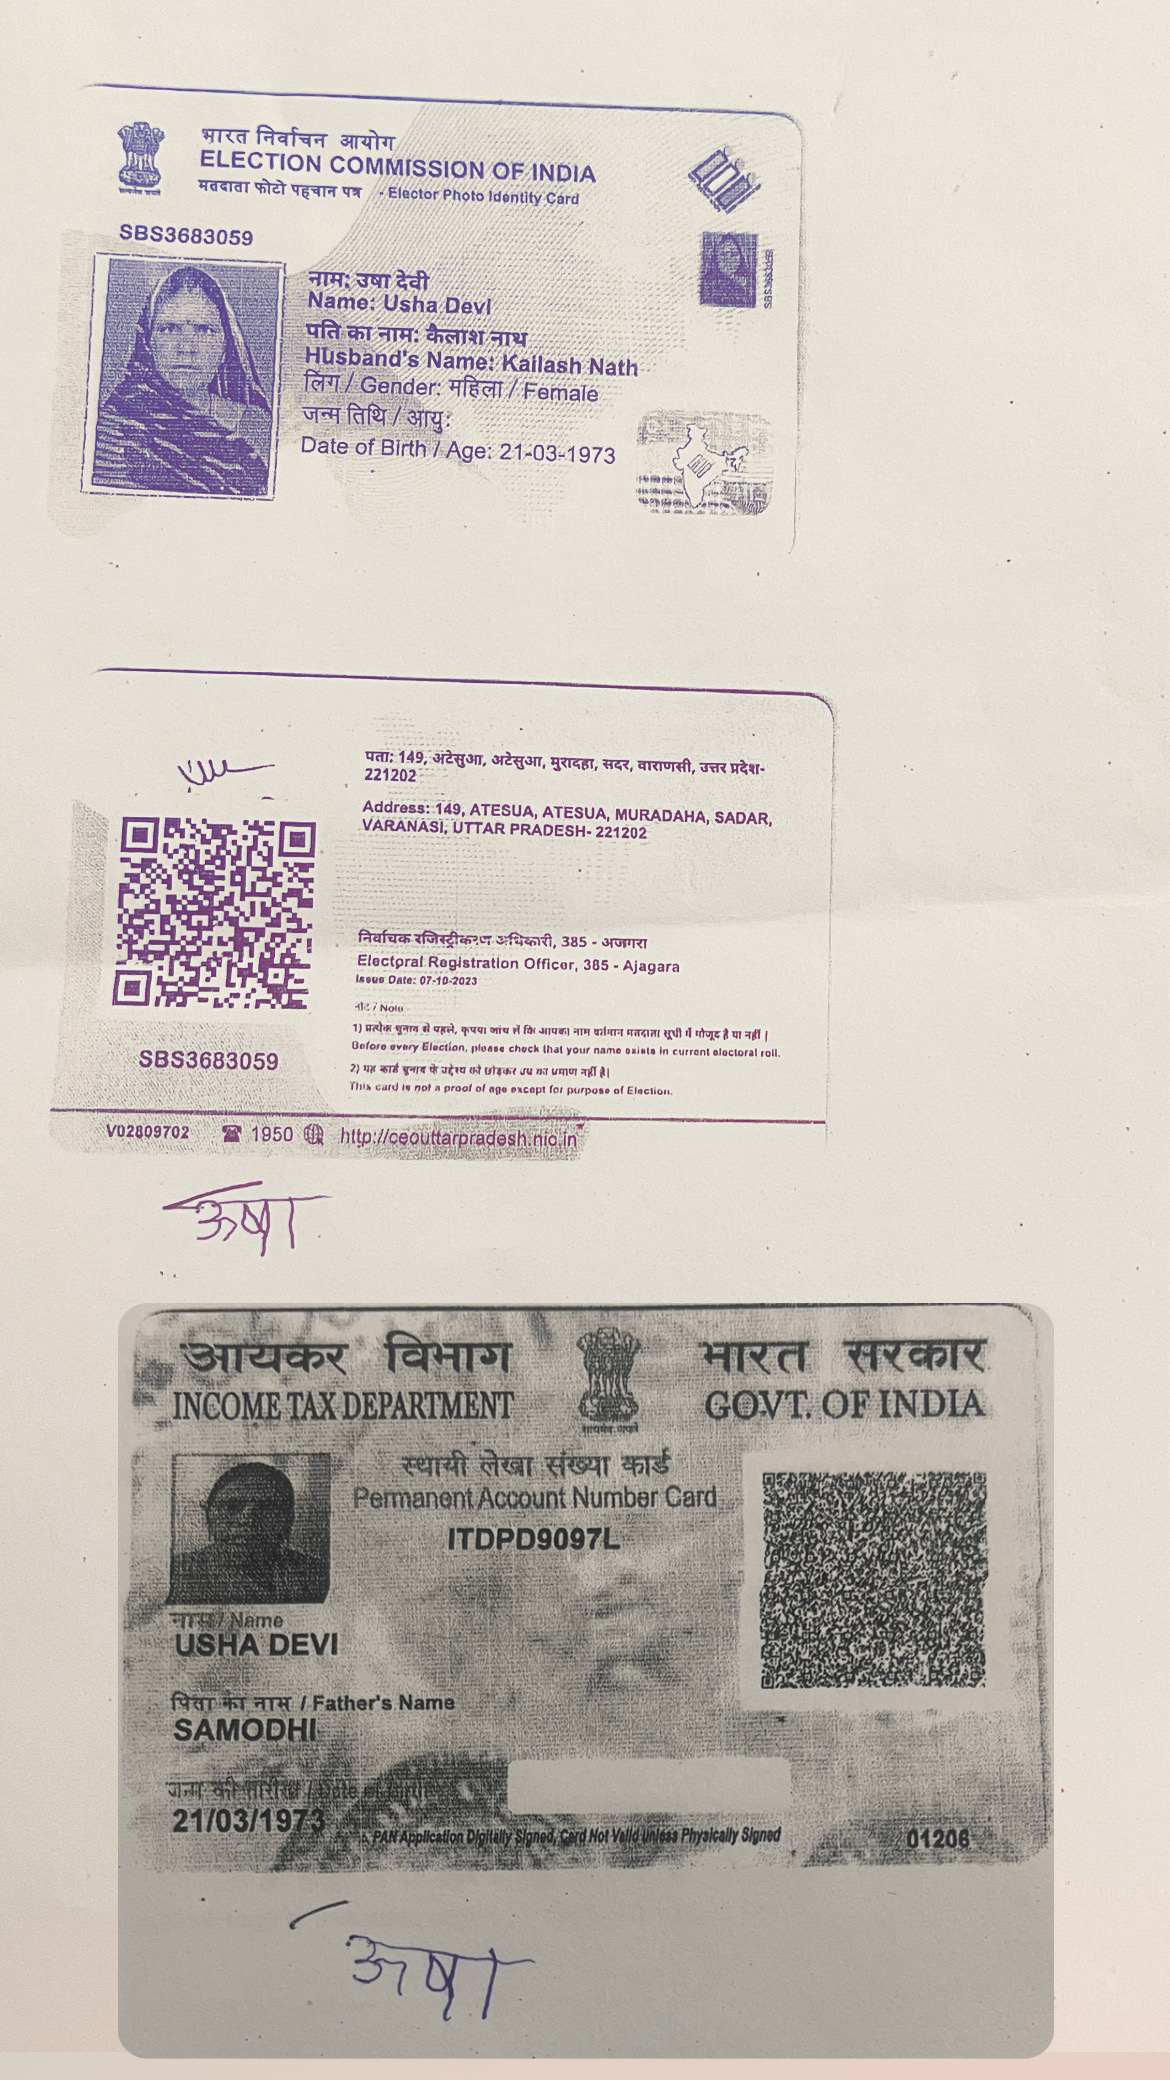 भारत निर्वाचन आयोग
ELECTION COMMISSION OF INDIA
मतदाता फोटो पहचान पत्र - Elector Photo Identity Card
SBS3683059
नाम: उषा देवी
Name: Usha Devi
पति का नाम: कैलाश नाथ
Husband's Name: Kailash Nath
लिंग / Gender: महिला / Female
जन्म तिथि / आयु:
Date of Birth / Age: 21-03-1973
पता: 149, अटेसुआ, अटेसुआ, मुरादहा, सदर, वाराणसी, उत्तर प्रदेश-
221202
Address: 149, ATESUA, ATESUA, MURADAHA, SADAR,
VARANASI, UTTAR PRADESH- 221202
निर्वाचक रजिस्ट्रीकरण अधिकारी, 385 - अजगरा
Electoral Registration Officer, 385 - Ajagara
Issue Date: 07-10-2023
नोट / Note
1) प्रत्येक चुनाव से पहले, कृपया जांच लें कि आपका नाम वर्तमान मतदाता सूची में मौजूद है या नहीं |
Before every Election, please check that your name exists in current electoral roll.
2) यह कार्ड चुनाव के उद्देश्य को छोड़कर उम्र का प्रमाण नहीं है|
This card is not a proof of age except for purpose of Election.
SBS3683059
V02809702 1950 http://ceouttarpradesh.nic.in
ऊषा
आयकर विभाग भारत सरकार
INCOME TAX DEPARTMENT GOVT. OF INDIA
स्थायी लेखा संख्या कार्ड
Permanent Account Number Card
ITDPD9097L
नाम / Name
USHA DEVI
पिता का नाम / Father's Name
SAMODHI
जन्म की तारीख / Date of Birth
21/03/1973
PAN Application Digitally Signed, Card Not Valid unless Physically Signed
01206
ऊषा